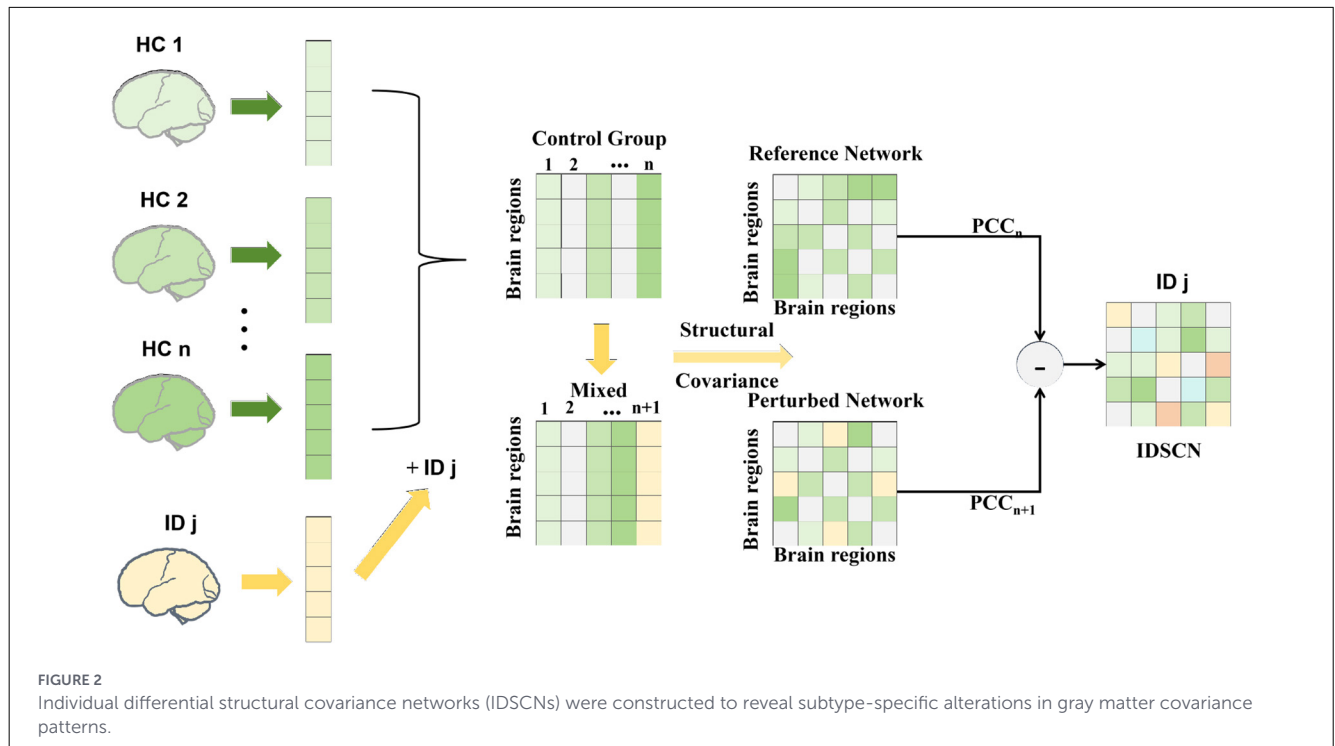 HC 1
HC 2
HC n
ID j
+ ID j
Control Group
1 2 ... n
Brain regions
Mixed
1 2 ... n+1
Brain regions
Structural
Covariance
Reference Network
Brain regions
Brain regions
Perturbed Network
Brain regions
Brain regions
PCCn
PCCn+1
-
ID j
IDSCN
FIGURE 2
Individual differential structural covariance networks (IDSCNs) were constructed to reveal subtype-specific alterations in gray matter covariance
patterns.